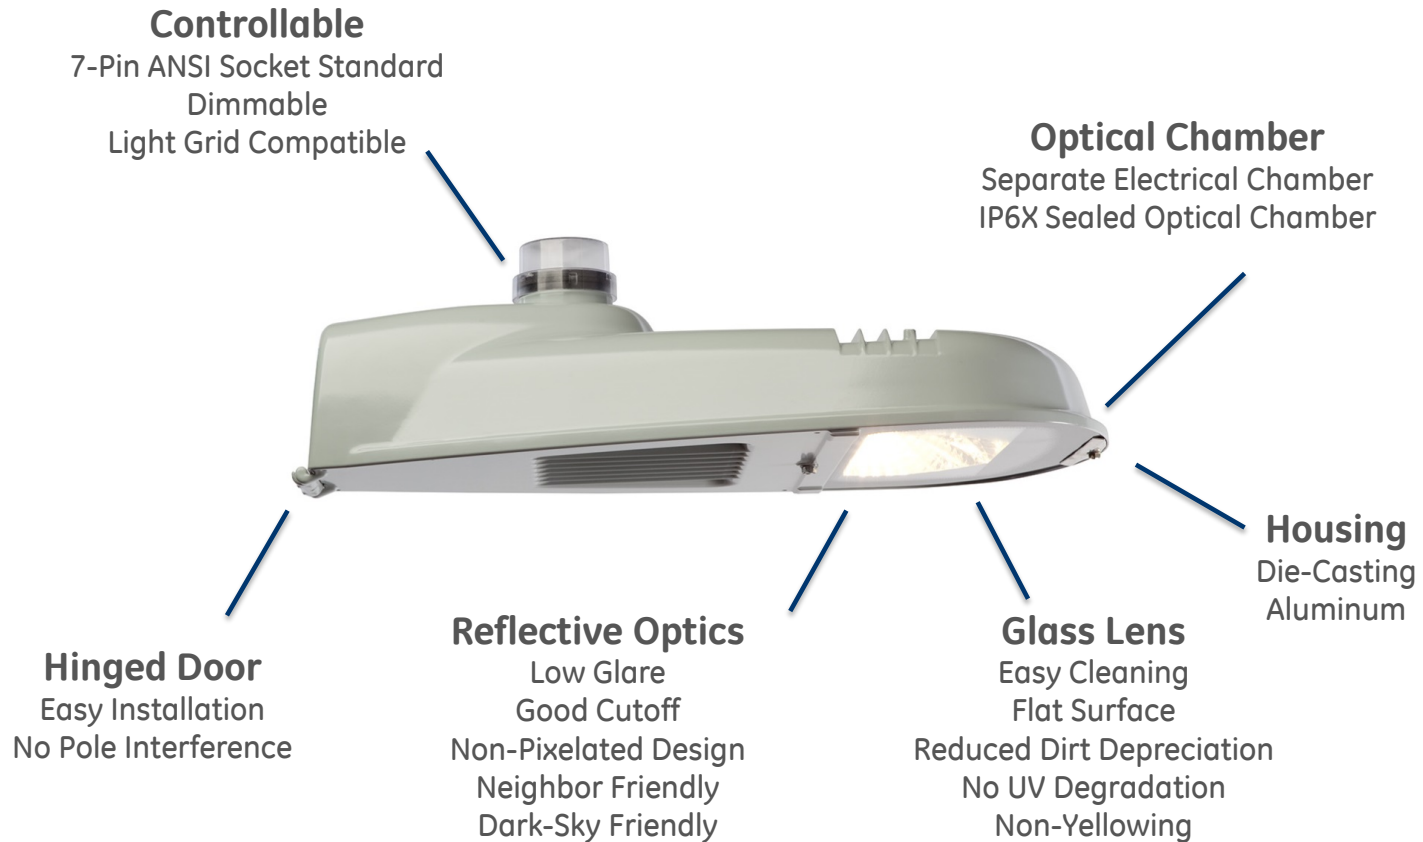 Controllable
7-Pin ANSI Socket Standard
Dimmable
Light Grid Compatible
Optical Chamber
Separate Electrical Chamber
IP6X Sealed Optical Chamber
Housing
Die-Casting
Aluminum
Hinged Door
Easy Installation
No Pole Interference
Reflective Optics
Low Glare
Good Cutoff
Non-Pixelated Design
Neighbor Friendly
Dark-Sky Friendly
Glass Lens
Easy Cleaning
Flat Surface
Reduced Dirt Depreciation
No UV Degradation
Non-Yellowing